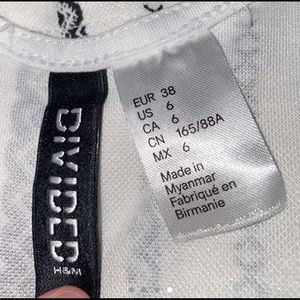 DIVIDED
H&M
EUR 38
US 6
CA 6
CN 165/88A
MX 6
Made in
Myanmar
Fabriqué en
Birmanie